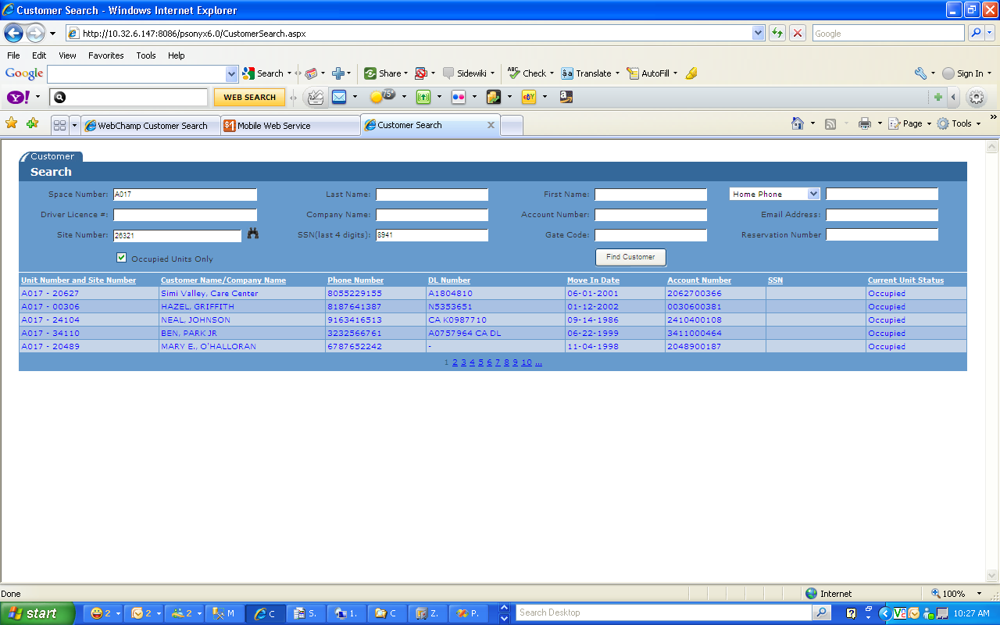 Customer Search - Windows Internet Explorer
http://10.32.6.147:8086/psonyx6.0/CustomerSearch.aspx Google
File Edit View Favorites Tools Help
Google Search Share Sidewiki ABC Check Translate AutoFill Sign In
Y! WEB SEARCH 75° a
WebChamp Customer Search Mobile Web Service Customer Search Page Tools
Customer
Search
Space Number: A017 Last Name: First Name: Home Phone
Driver Licence #: Company Name: Account Number: Email Address:
Site Number: 26321 SSN(last 4 digits): 8941 Gate Code: Reservation Number
Occupied Units Only Find Customer
Unit Number and Site Number Customer Name/Company Name Phone Number DL Number Move In Date Account Number SSN Current Unit Status
A017 - 20627 Simi Valley, Care Center 8055229155 A1804810 06-01-2001 2062700366 Occupied
A017 - 00306 HAZEL, GRIFFITH 8187641387 N5353651 01-12-2002 0030600381 Occupied
A017 - 24104 NEAL, JOHNSON 9163416513 CA K0987710 09-14-1986 2410400108 Occupied
A017 - 34110 BEN, PARK JR 3232566761 A0757964 CA DL 06-22-1999 3411000464 Occupied
A017 - 20489 MARY E., O'HALLORAN 6787652242 - 11-04-1998 2048900187 Occupied
1 2 3 4 5 6 7 8 9 10 ...
Done Internet 100%
start 2 2 2 M C S. 1. C Z. P. Search Desktop 10:27 AM